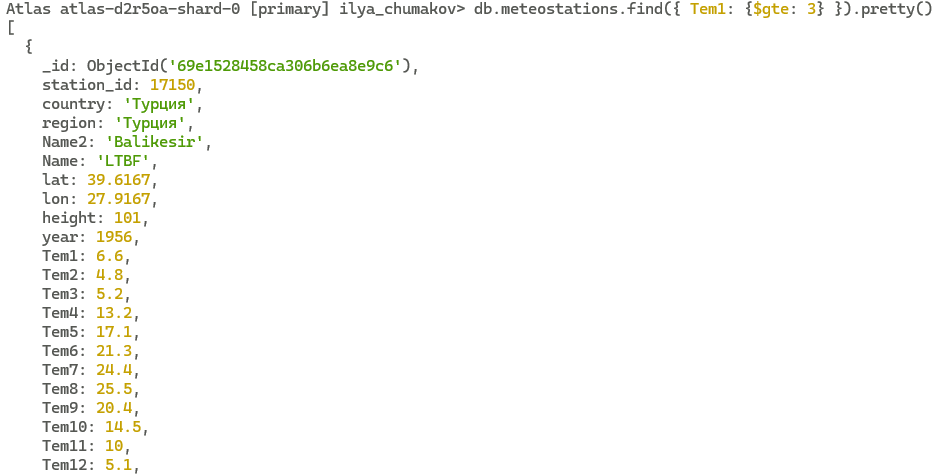 Atlas atlas-d2r5oa-shard-0 [primary] ilya_chumakov> db.meteostations.find({ Tem1: {$gte: 3} }).pretty()
[
  {
    _id: ObjectId('69e1528458ca306b6ea8e9c6'),
    station_id: 17150,
    country: 'Турция',
    region: 'Турция',
    Name2: 'Balikesir',
    Name: 'LTBF',
    lat: 39.6167,
    lon: 27.9167,
    height: 101,
    year: 1956,
    Tem1: 6.6,
    Tem2: 4.8,
    Tem3: 5.2,
    Tem4: 13.2,
    Tem5: 17.1,
    Tem6: 21.3,
    Tem7: 24.4,
    Tem8: 25.5,
    Tem9: 20.4,
    Tem10: 14.5,
    Tem11: 10,
    Tem12: 5.1,